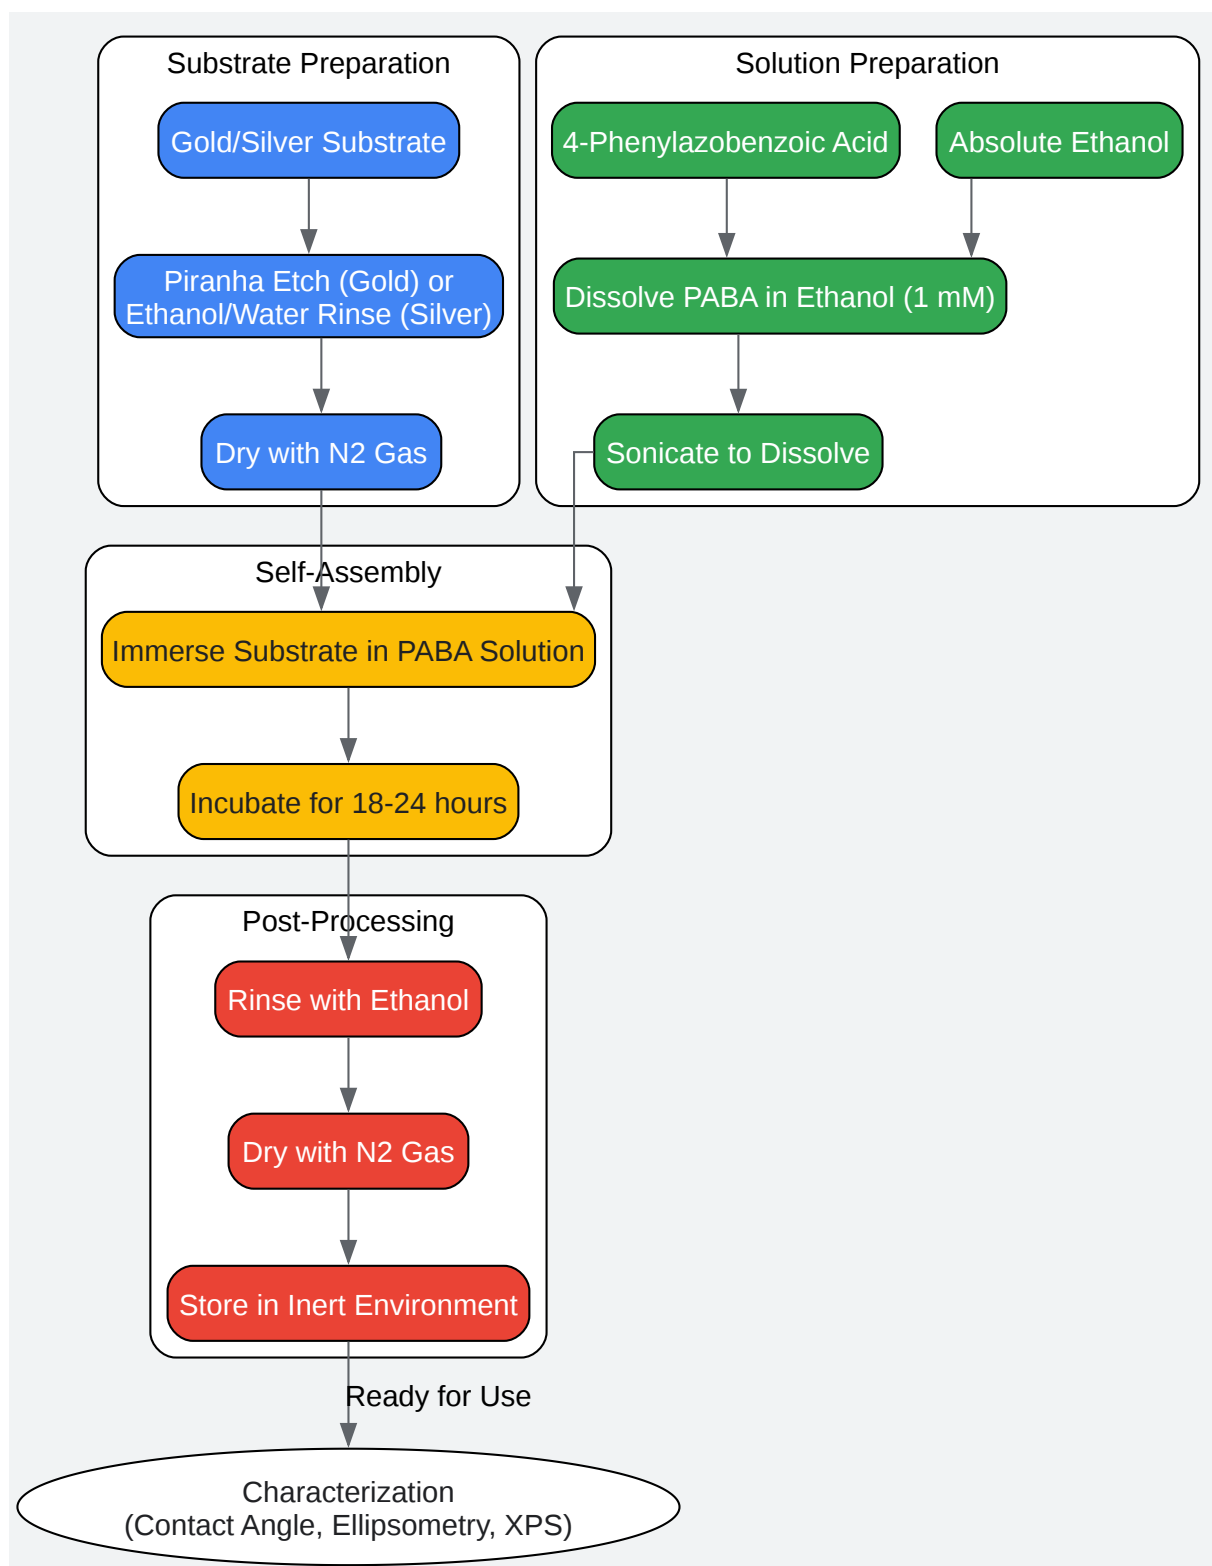 Substrate Preparation
Gold/Silver Substrate
Piranha Etch (Gold) or
Ethanol/Water Rinse (Silver)
Dry with N2 Gas
Solution Preparation
4-Phenylazobenzoic Acid
Absolute Ethanol
Dissolve PABA in Ethanol (1 mM)
Sonicate to Dissolve
Self-Assembly
Immerse Substrate in PABA Solution
Incubate for 18-24 hours
Post-Processing
Rinse with Ethanol
Dry with N2 Gas
Store in Inert Environment
Ready for Use
Characterization
(Contact Angle, Ellipsometry, XPS)